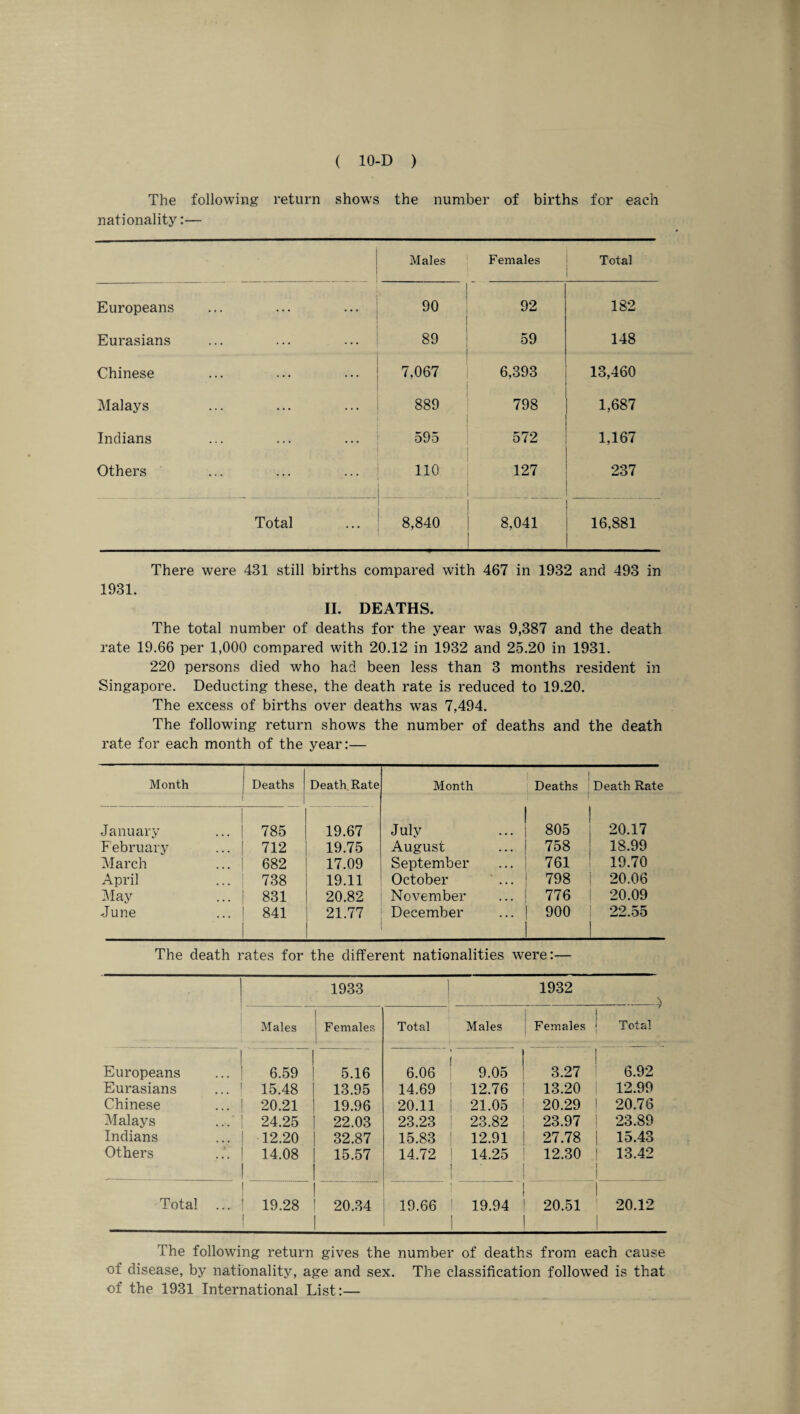 ( 10-D )
The following return shows the number of births for each
nationality:—
Males Females Total
Europeans ... ... ... 90 92 182
Eurasians ... ... ... 89 59 148
Chinese ... ... ... 7,067 6,393 13,460
Malays ... ... ... 889 798 1,687
Indians ... ... ... 595 572 1,167
Others ... ... ... 110 127 237
Total ... 8,840 8,041 16,881
There were 431 still births compared with 467 in 1932 and 493 in
1931.
II. DEATHS.
The total number of deaths for the year was 9,387 and the death
rate 19.66 per 1,000 compared with 20.12 in 1932 and 25.20 in 1931.
220 persons died who had been less than 3 months resident in
Singapore. Deducting these, the death rate is reduced to 19.20.
The excess of births over deaths was 7,494.
The following return shows the number of deaths and the death
rate for each month of the year:—
Month Deaths Death Rate Month Deaths Death Rate
January ... 785 19.67 July ... 805 20.17
February ... 712 19.75 August ... 758 18.99
March ... 682 17.09 September ... 761 19.70
April ... 738 19.11 October ... 798 20.06
May ... 831 20.82 November ... 776 20.09
June ... 841 21.77 December ... 900 22.55
The death rates for the different nationalities were:—
1933 1932
Males Females Total Males Females Total
Europeans ... 6.59 5.16 6.06 9.05 3.27 6.92
Eurasians ... 15.48 13.95 14.69 12.76 13.20 12.99
Chinese ... 20.21 19.96 20.11 21.05 20.29 20.76
Malays ... 24.25 22.03 23.23 23.82 23.97 23.89
Indians ... 12.20 32.87 15.83 12.91 27.78 15.43
Others ... 14.08 15.57 14.72 14.25 12.30 13.42
Total ... 19.28 20.34 19.66 19.94 20.51 20.12
The following return gives the number of deaths from each cause
of disease, by nationality, age and sex. The classification followed is that
of the 1931 International List:—